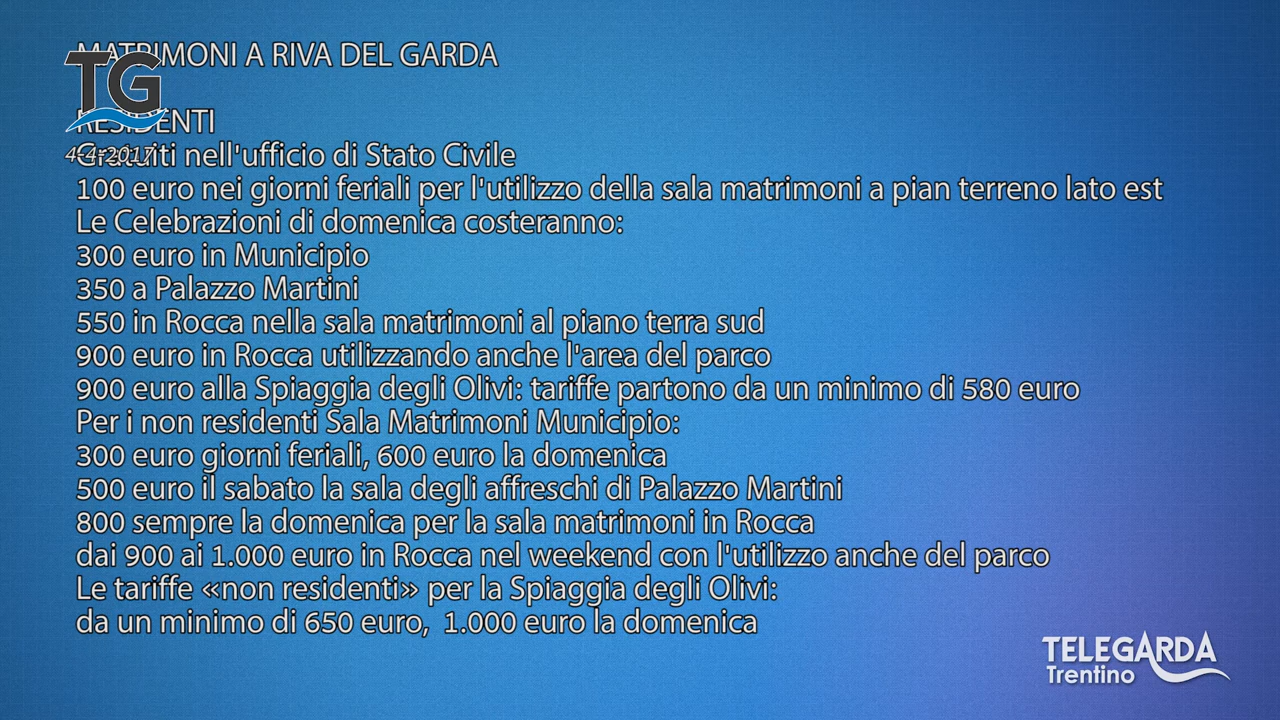 MATRIMONI A RIVA DEL GARDA
TG
RESIDENTI
4-4-2017
Gratuiti nell'ufficio di Stato Civile
100 euro nei giorni feriali per l'utilizzo della sala matrimoni a pian terreno lato est
Le Celebrazioni di domenica costeranno:
300 euro in Municipio
350 a Palazzo Martini
550 in Rocca nella sala matrimoni al piano terra sud
900 euro in Rocca utilizzando anche l'area del parco
900 euro alla Spiaggia degli Olivi: tariffe partono da un minimo di 580 euro
Per i non residenti Sala Matrimoni Municipio:
300 euro giorni feriali, 600 euro la domenica
500 euro il sabato la sala degli affreschi di Palazzo Martini
800 sempre la domenica per la sala matrimoni in Rocca
dai 900 ai 1.000 euro in Rocca nel weekend con l'utilizzo anche del parco
Le tariffe «non residenti» per la Spiaggia degli Olivi:
da un minimo di 650 euro,  1.000 euro la domenica
TELEGARDA
Trentino